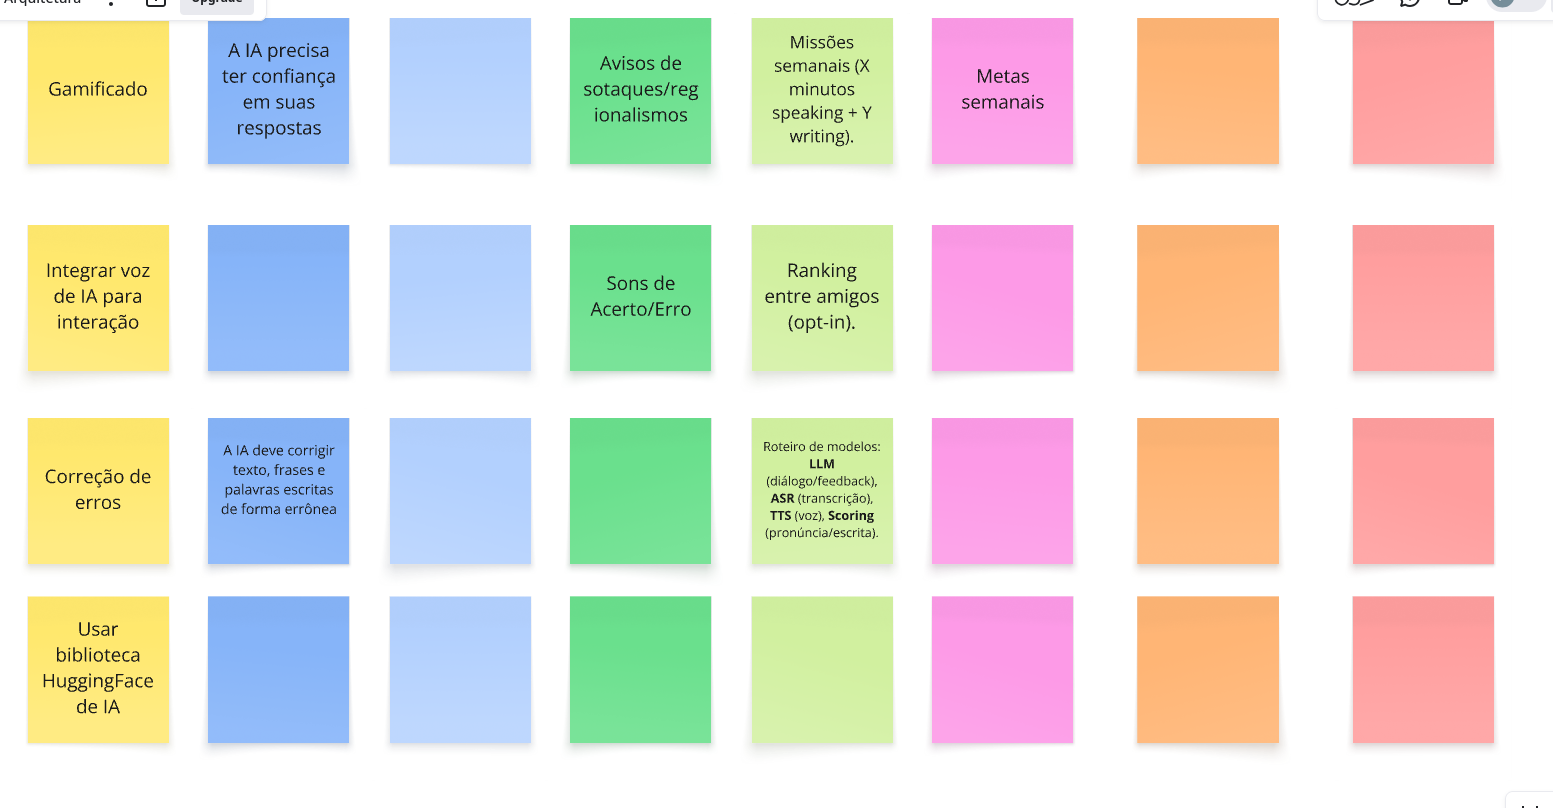 Upgrade
Gamificado
A IA precisa
ter confiança
em suas
respostas
Avisos de
sotaques/reg
ionalismos
Missões
semanais (X
minutos
speaking + Y
writing).
Metas
semanais
Integrar voz
de IA para
interação
Sons de
Acerto/Erro
Ranking
entre amigos
(opt-in).
Correção de
erros
A IA deve corrigir
texto, frases e
palavras escritas
de forma errônea
Roteiro de modelos:
LLM
(diálogo/feedback),
ASR (transcrição),
TTS (voz), Scoring
(pronúncia/escrita).
Usar
biblioteca
HuggingFace
de IA